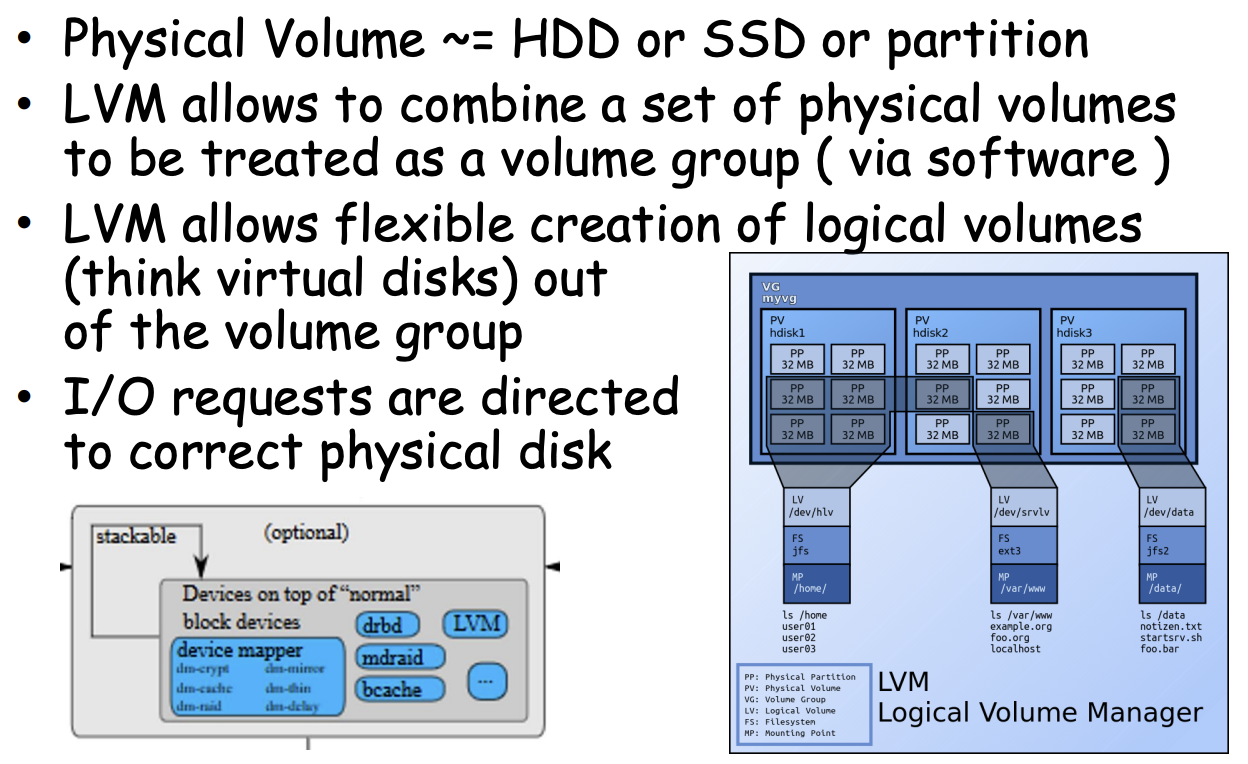 • Physical Volume ~= HDD or SSD or partition
• LVM allows to combine a set of physical volumes
to be treated as a volume group ( via software )
• LVM allows flexible creation of logical volumes
(think virtual disks) out
of the volume group
• I/O requests are directed
to correct physical disk
stackable
(optional)
Devices on top of “normal”
block devices
drbd
LVM
device mapper
mdraid
dm-crypt dm-mirror
dm-cache dm-thin
dm-raid dm-delay
bcache
...
VG
myvg
PV
hdisk1
PP
32 MB
PP
32 MB
PP
32 MB
PP
32 MB
PP
32 MB
PP
32 MB
PV
hdisk2
PP
32 MB
PP
32 MB
PP
32 MB
PP
32 MB
PP
32 MB
PP
32 MB
PV
hdisk3
PP
32 MB
PP
32 MB
PP
32 MB
PP
32 MB
PP
32 MB
PP
32 MB
LV
/dev/hlv
FS
jfs
MP
/home/
ls /home
user01
user02
user03
LV
/dev/srvlv
FS
ext3
MP
/var/www
ls /var/www
example.org
foo.org
localhost
LV
/dev/data
FS
jfs2
MP
/data/
ls /data
notizen.txt
startsrv.sh
foo.bar
PP: Physical Partition
PV: Physical Volume
VG: Volume Group
LV: Logical Volume
FS: Filesystem
MP: Mounting Point
LVM
Logical Volume Manager